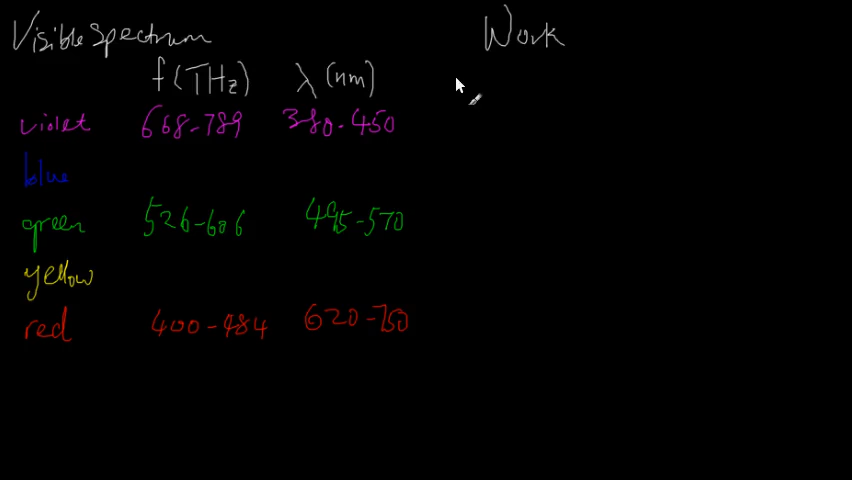 Visible Spectrum
Work
f (THz) λ (nm)
violet 668-789 380-450
blue
green 526-606 495-570
yellow
red 400-484 620-750